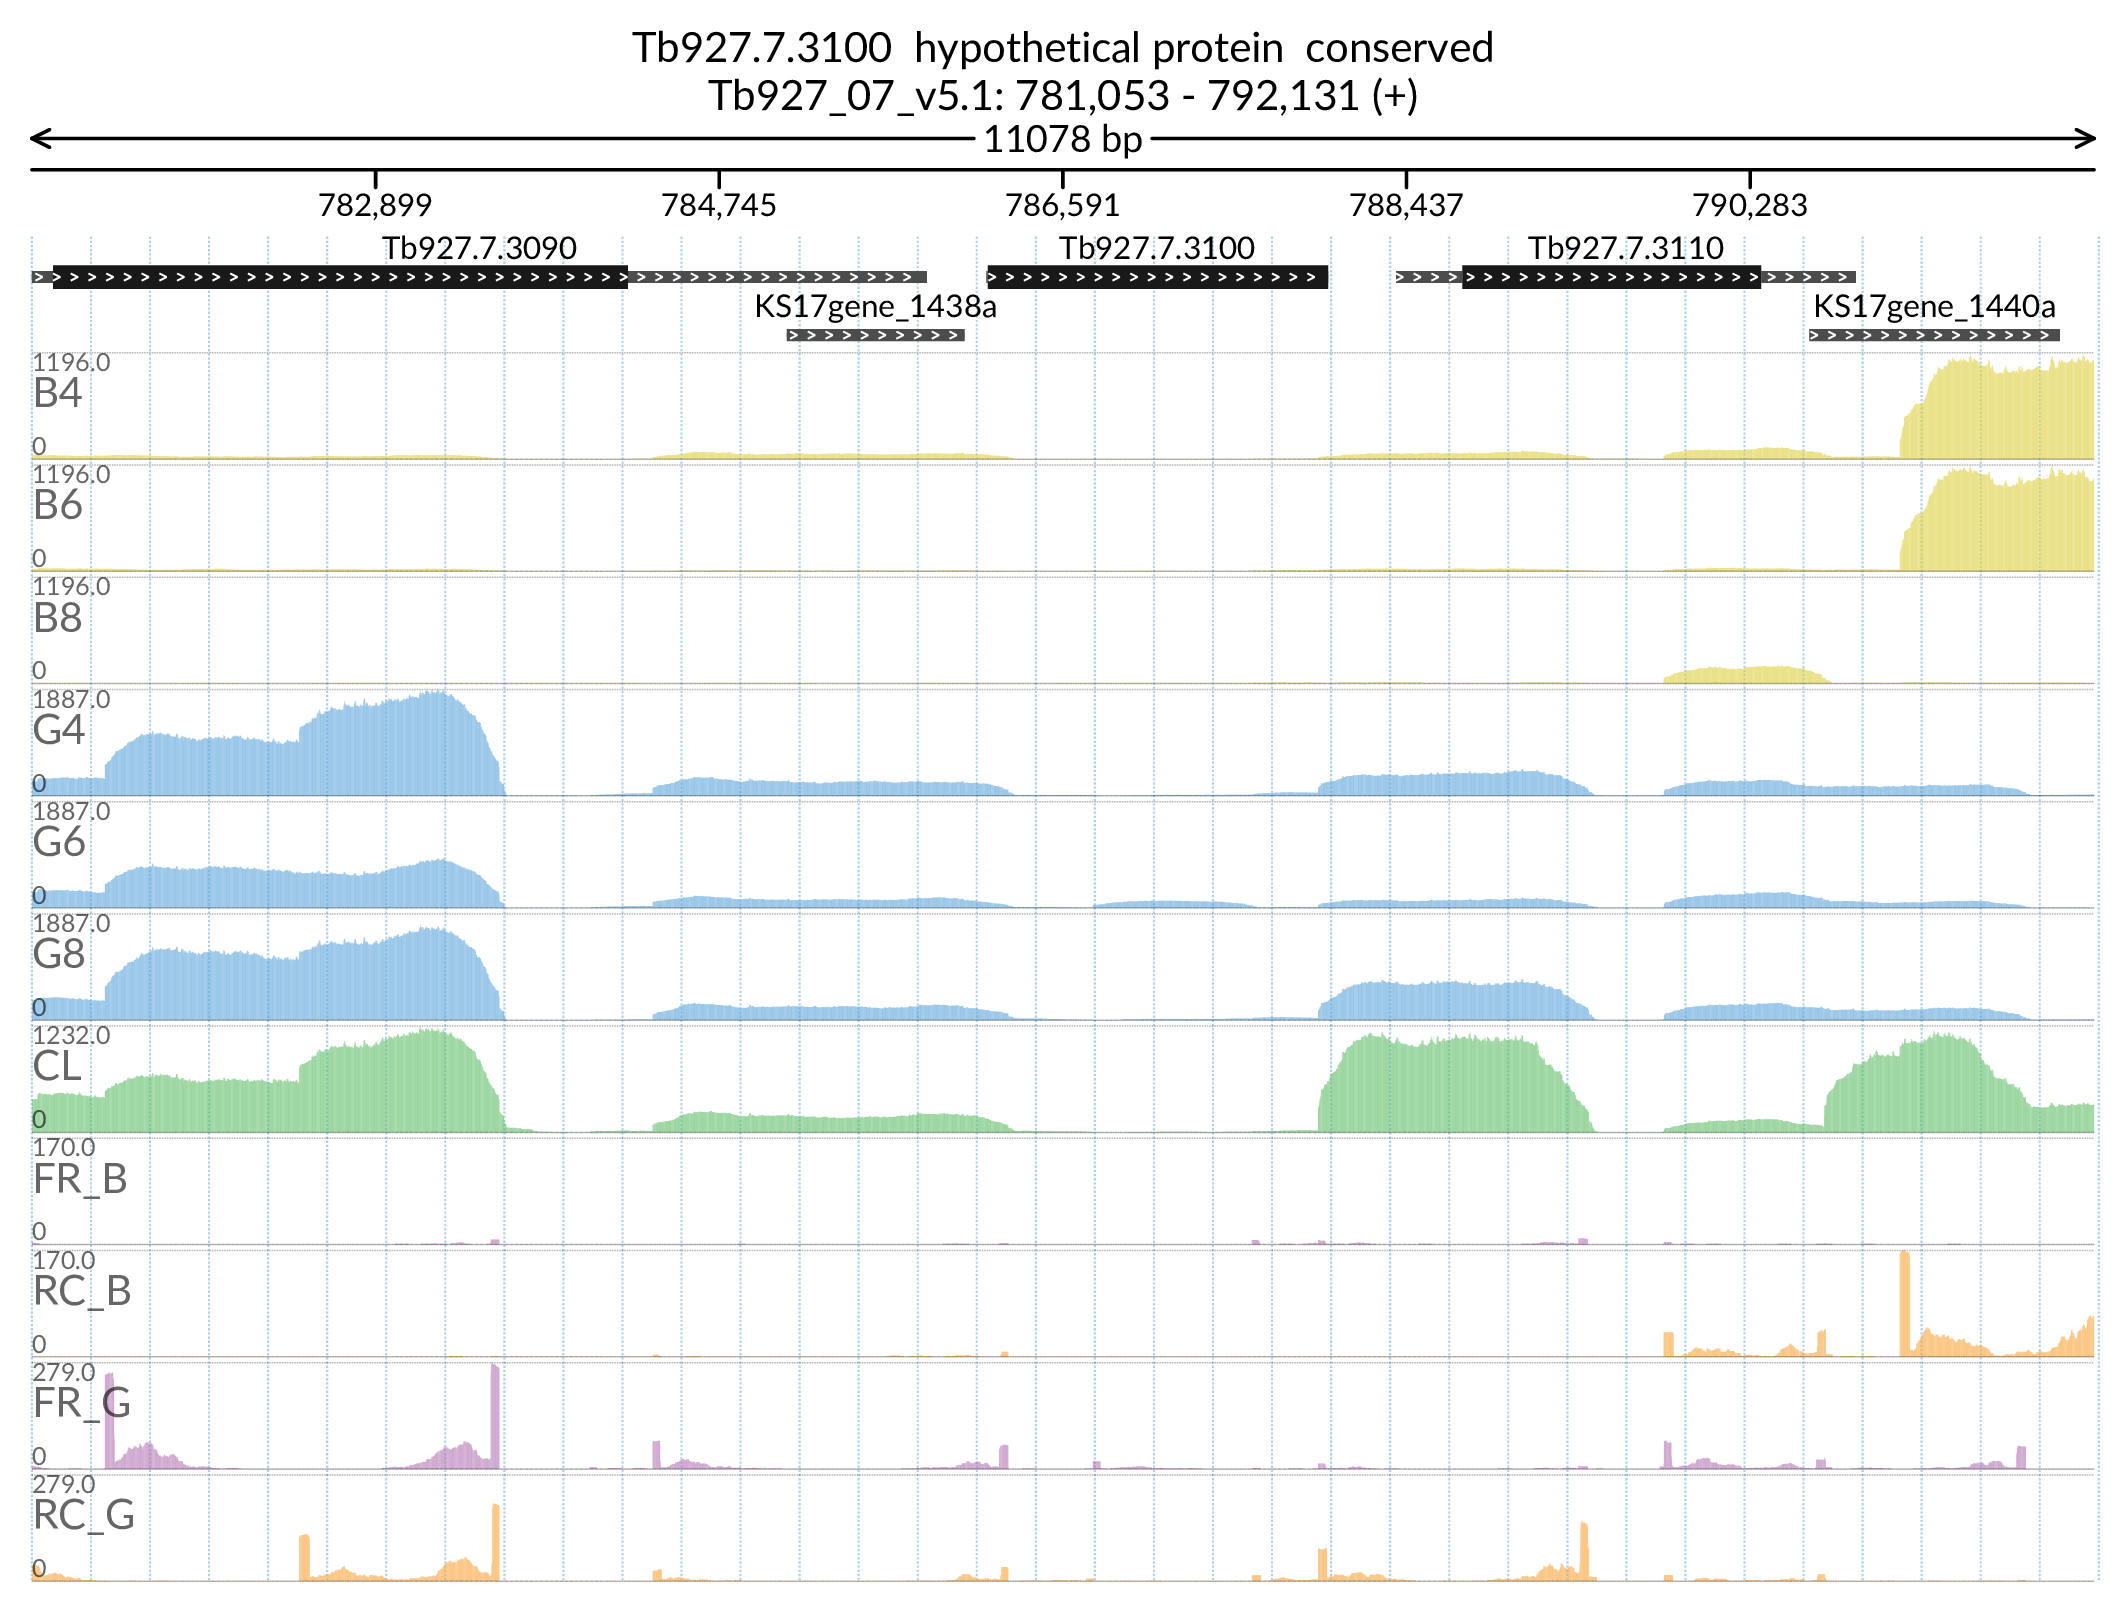 Tb927.7.3100 hypothetical protein conserved
Tb927_07_v5.1: 781,053 - 792,131 (+)
11078 bp
782,899 784,745 786,591 788,437 790,283
Tb927.7.3090 Tb927.7.3100 Tb927.7.3110
KS17gene_1438a KS17gene_1440a
1196.0
B4
0
1196.0
B6
0
1196.0
B8
0
1887.0
G4
0
1887.0
G6
0
1887.0
G8
0
1232.0
CL
0
170.0
FR_B
0
170.0
RC_B
0
279.0
FR_G
0
279.0
RC_G
0